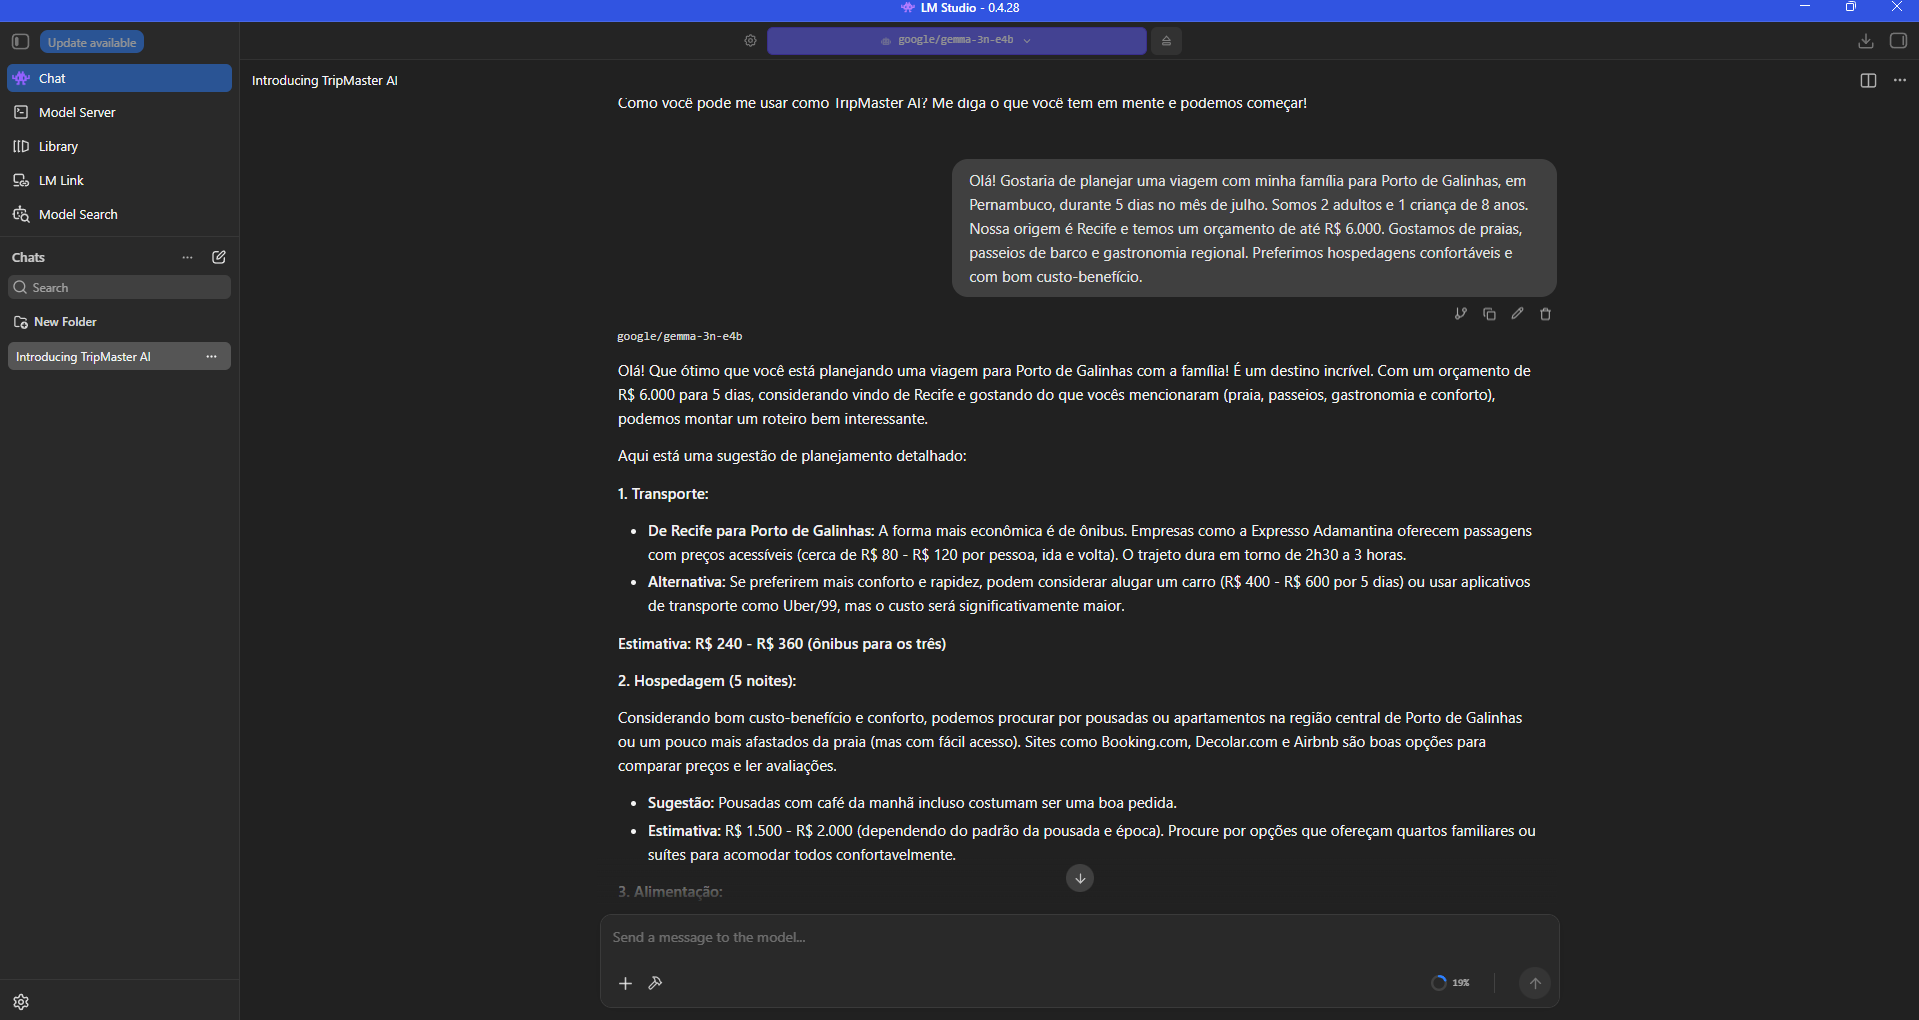 LM Studio - 0.4.28
Update available
google/gemma-3n-e4b
Chat
Model Server
Library
LM Link
Model Search
Chats
Search
New Folder
Introducing TripMaster AI
Introducing TripMaster AI
Como você pode me usar como TripMaster AI? Me diga o que você tem em mente e podemos começar!
Olá! Gostaria de planejar uma viagem com minha família para Porto de Galinhas, em
Pernambuco, durante 5 dias no mês de julho. Somos 2 adultos e 1 criança de 8 anos.
Nossa origem é Recife e temos um orçamento de até R$ 6.000. Gostamos de praias,
passeios de barco e gastronomia regional. Preferimos hospedagens confortáveis e
com bom custo-benefício.
google/gemma-3n-e4b
Olá! Que ótimo que você está planejando uma viagem para Porto de Galinhas com a família! É um destino incrível. Com um orçamento de
R$ 6.000 para 5 dias, considerando vindo de Recife e gostando do que vocês mencionaram (praia, passeios, gastronomia e conforto),
podemos montar um roteiro bem interessante.
Aqui está uma sugestão de planejamento detalhado:
1. Transporte:
• De Recife para Porto de Galinhas: A forma mais econômica é de ônibus. Empresas como a Expresso Adamantina oferecem passagens
com preços acessíveis (cerca de R$ 80 - R$ 120 por pessoa, ida e volta). O trajeto dura em torno de 2h30 a 3 horas.
• Alternativa: Se preferirem mais conforto e rapidez, podem considerar alugar um carro (R$ 400 - R$ 600 por 5 dias) ou usar aplicativos
de transporte como Uber/99, mas o custo será significativamente maior.
Estimativa: R$ 240 - R$ 360 (ônibus para os três)
2. Hospedagem (5 noites):
Considerando bom custo-benefício e conforto, podemos procurar por pousadas ou apartamentos na região central de Porto de Galinhas
ou um pouco mais afastados da praia (mas com fácil acesso). Sites como Booking.com, Decolar.com e Airbnb são boas opções para
comparar preços e ler avaliações.
• Sugestão: Pousadas com café da manhã incluso costumam ser uma boa pedida.
• Estimativa: R$ 1.500 - R$ 2.000 (dependendo do padrão da pousada e época). Procure por opções que ofereçam quartos familiares ou
suítes para acomodar todos confortavelmente.
3. Alimentação:
Send a message to the model...
19%